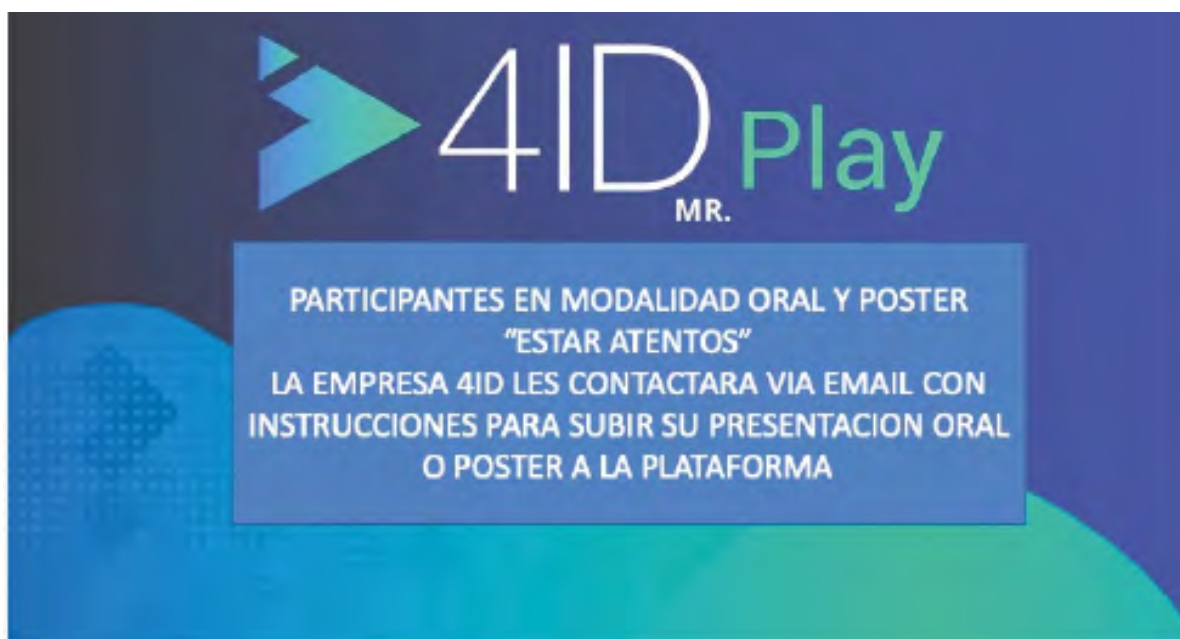 4ID Play
MR.
PARTICIPANTES EN MODALIDAD ORAL Y POSTER
"ESTAR ATENTOS"
LA EMPRESA 4ID LES CONTACTARA VIA EMAIL CON
INSTRUCCIONES PARA SUBIR SU PRESENTACION ORAL
O POSTER A LA PLATAFORMA